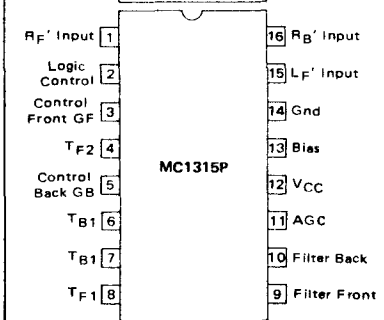 RF' Input 1
Logic
Control 2
Control
Front GF 3
TF2 4
Control
Back GB 5
TB1 6
TB1 7
TF1 8
MC1315P
16 RB' Input
15 LF' Input
14 Gnd
13 Bias
12 VCC
11 AGC
10 Filter Back
9 Filter Front